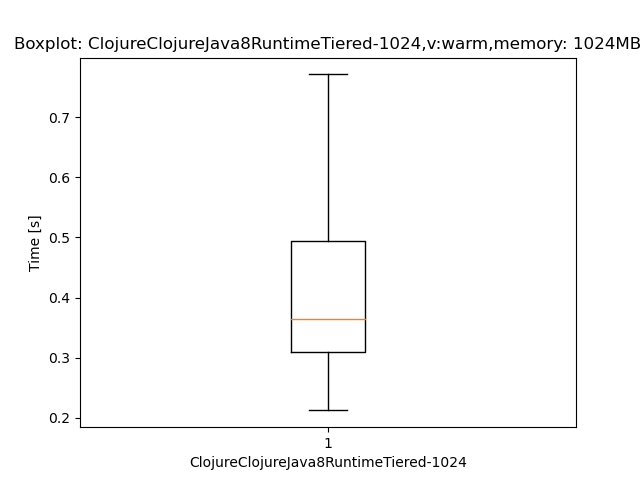 Boxplot: ClojureClojureJava8RuntimeTiered-1024,v:warm,memory: 1024MB
Time [s]
0.7
0.6
0.5
0.4
0.3
0.2
1
ClojureClojureJava8RuntimeTiered-1024